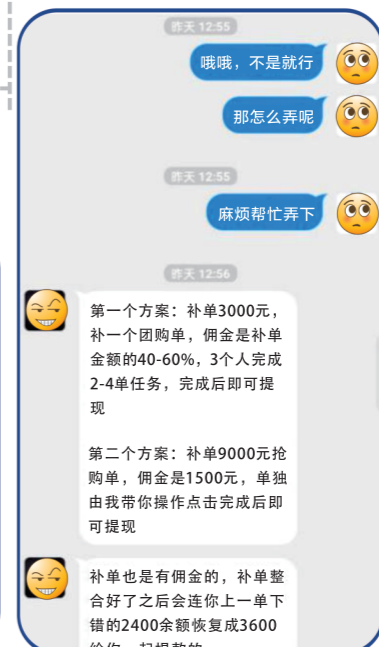 昨天 12:55
哦哦，不是就行
那怎么弄呢
昨天 12:55
麻烦帮忙弄下
昨天 12:56
第一个方案：补单3000元，
补一个团购单，佣金是补单
金额的40-60%，3个人完成
2-4单任务，完成后即可提
现
第二个方案：补单9000元抢
购单，佣金是1500元，单独
由我带你操作点击完成后即
可提现
补单也是有佣金的，补单整
合好了之后会连你上一单下
错的2400余额恢复成3600
给你一起提款的